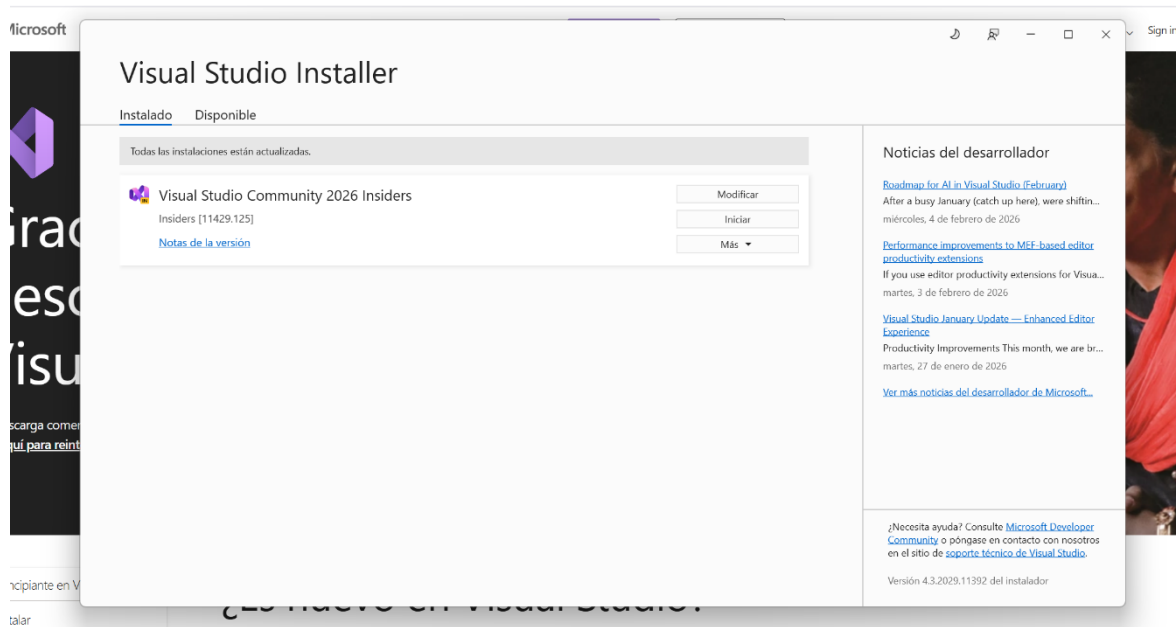 Microsoft
Sign in
Visual Studio Installer
Instalado Disponible
Todas las instalaciones están actualizadas.
Visual Studio Community 2026 Insiders
Insiders [11429.125]
Notas de la versión
Modificar
Iniciar
Más
Noticias del desarrollador
Roadmap for AI in Visual Studio (February)
After a busy January (catch up here), were shiftin...
miércoles, 4 de febrero de 2026
Performance improvements to MEF-based editor
productivity extensions
If you use editor productivity extensions for Visua...
martes, 3 de febrero de 2026
Visual Studio January Update — Enhanced Editor
Experience
Productivity Improvements This month, we are br...
martes, 27 de enero de 2026
Ver más noticias del desarrollador de Microsoft...
¿Necesita ayuda? Consulte Microsoft Developer
Community o póngase en contacto con nosotros
en el sitio de soporte técnico de Visual Studio.
Versión 4.3.2029.11392 del instalador
para reint
en V
¿Es nuevo en Visual Studio?